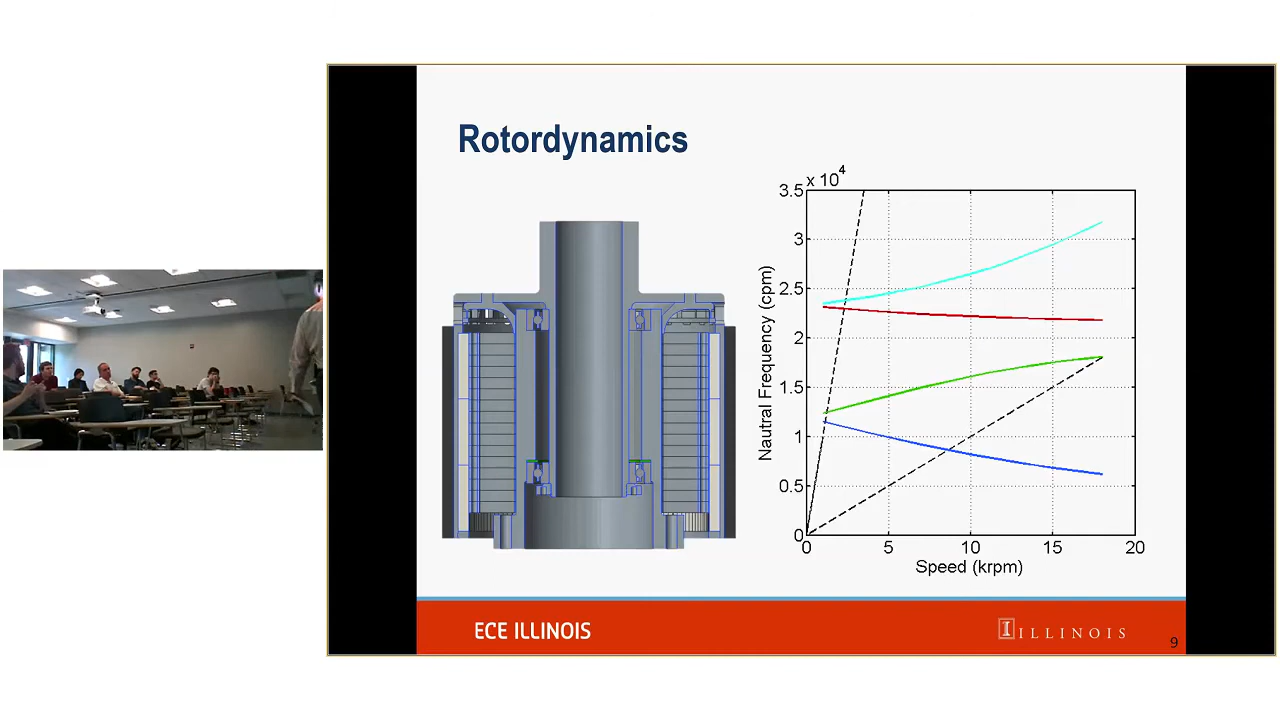 Rotordynamics
x 10^4
3.5
3
2.5
2
1.5
1
0.5
0
Nautral Frequency (cpm)
0 5 10 15 20
Speed (krpm)
ECE ILLINOIS
I ILLINOIS
9